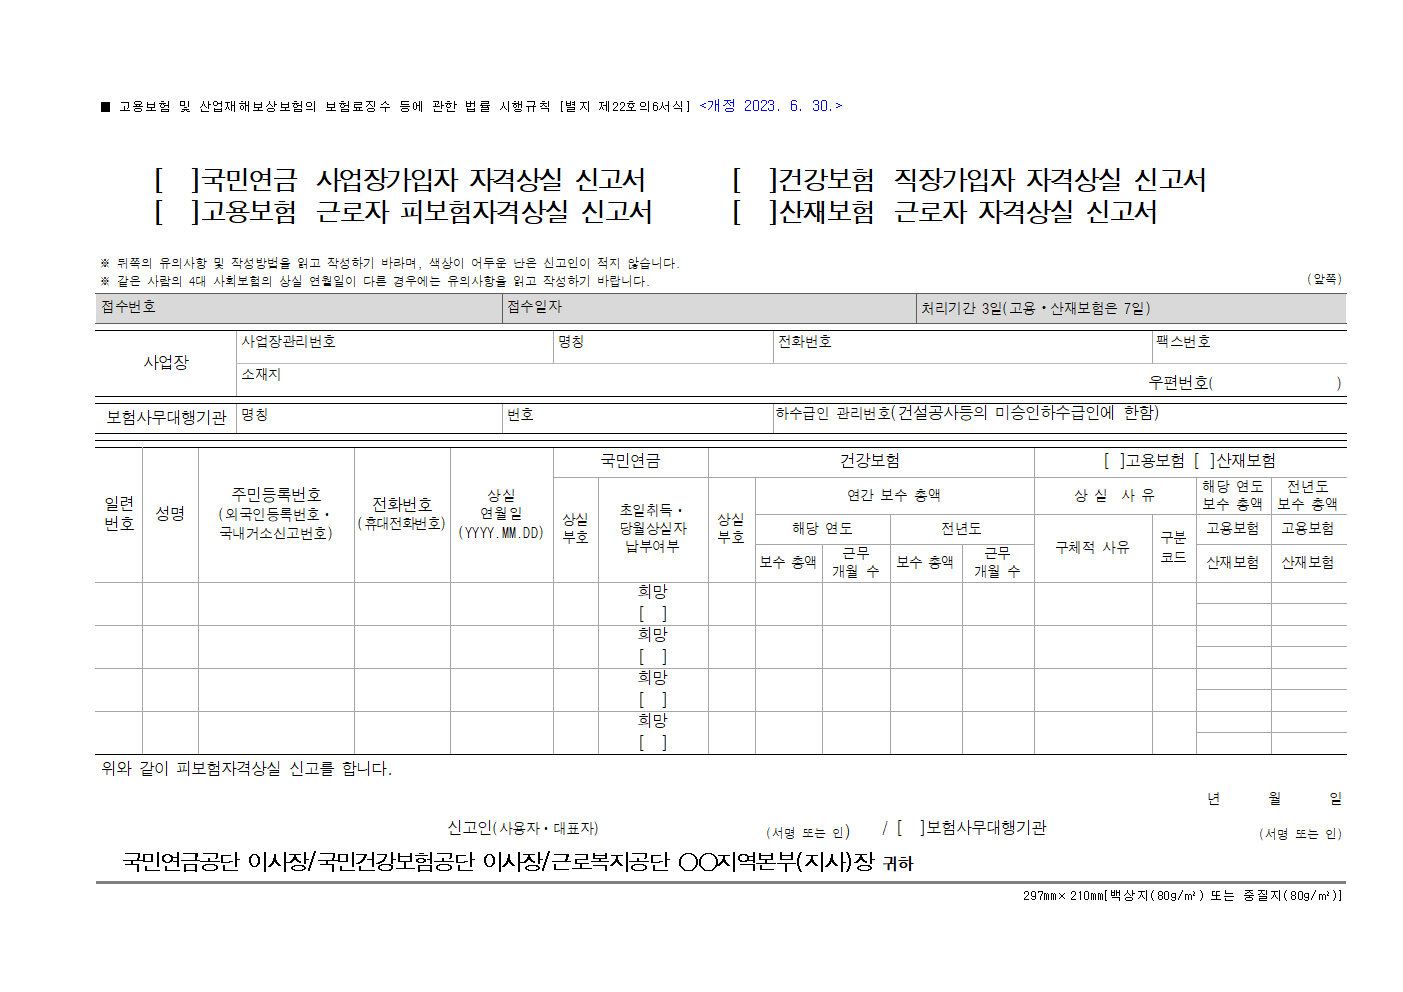 ■ 고용보험 및 산업재해보상보험의 보험료징수 등에 관한 법률 시행규칙 [별지 제22호의6서식] <개정 2023. 6. 30.>
[ ]국민연금 사업장가입자 자격상실 신고서 [ ]건강보험 직장가입자 자격상실 신고서
[ ]고용보험 근로자 피보험자격상실 신고서 [ ]산재보험 근로자 자격상실 신고서
※ 뒤쪽의 유의사항 및 작성방법을 읽고 작성하기 바라며, 색상이 어두운 난은 신고인이 적지 않습니다.
※ 같은 사람의 4대 사회보험의 상실 연월일이 다른 경우에는 유의사항을 읽고 작성하기 바랍니다. (앞쪽)
접수번호 접수일자 처리기간 3일(고용·산재보험은 7일)
사업장 사업장관리번호 명칭 전화번호 팩스번호
소재지 우편번호( )
보험사무대행기관 명칭 번호 하수급인 관리번호(건설공사등의 미승인하수급인에 한함)
일련
번호
성명
주민등록번호
(외국인등록번호·
국내거소신고번호)
전화번호
(휴대전화번호)
상실
연월일
(YYYY.MM.DD)
국민연금
상실
부호
초일취득·
당월상실자
납부여부
건강보험
상실
부호
연간 보수 총액
해당 연도
보수 총액
근무
개월 수
전년도
보수 총액
근무
개월 수
[ ]고용보험 [ ]산재보험
상 실 사 유
구체적 사유
구분
코드
해당 연도
보수 총액
고용보험
산재보험
전년도
보수 총액
고용보험
산재보험
희망
[ ]
희망
[ ]
희망
[ ]
희망
[ ]
위와 같이 피보험자격상실 신고를 합니다.
년 월 일
신고인(사용자·대표자) (서명 또는 인) / [ ]보험사무대행기관 (서명 또는 인)
국민연금공단 이사장/국민건강보험공단 이사장/근로복지공단 ○○지역본부(지사)장 귀하
297㎜×210㎜[백상지(80g/㎡) 또는 중질지(80g/㎡)]